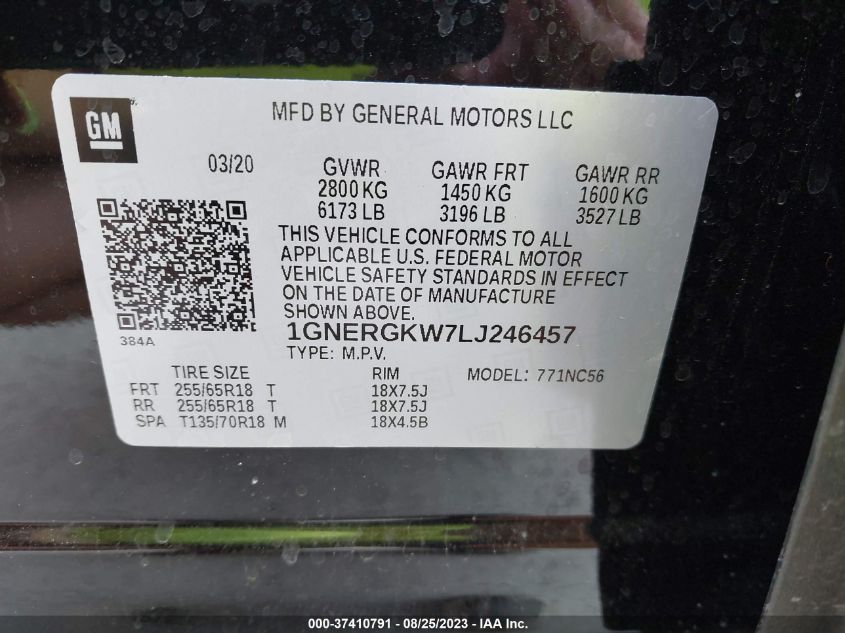 GM
MFD BY GENERAL MOTORS LLC
03/20 GVWR GAWR FRT GAWR RR
2800 KG 1450 KG 1600 KG
6173 LB 3196 LB 3527 LB
THIS VEHICLE CONFORMS TO ALL
APPLICABLE U.S. FEDERAL MOTOR
VEHICLE SAFETY STANDARDS IN EFFECT
ON THE DATE OF MANUFACTURE
SHOWN ABOVE.
384A
1GNERGKW7LJ246457
TYPE: M.P.V.
TIRE SIZE RIM MODEL: 771NC56
FRT 255/65R18 T 18X7.5J
RR 255/65R18 T 18X7.5J
SPA T135/70R18 M 18X4.5B
000-37410791 - 08/25/2023 - IAA Inc.